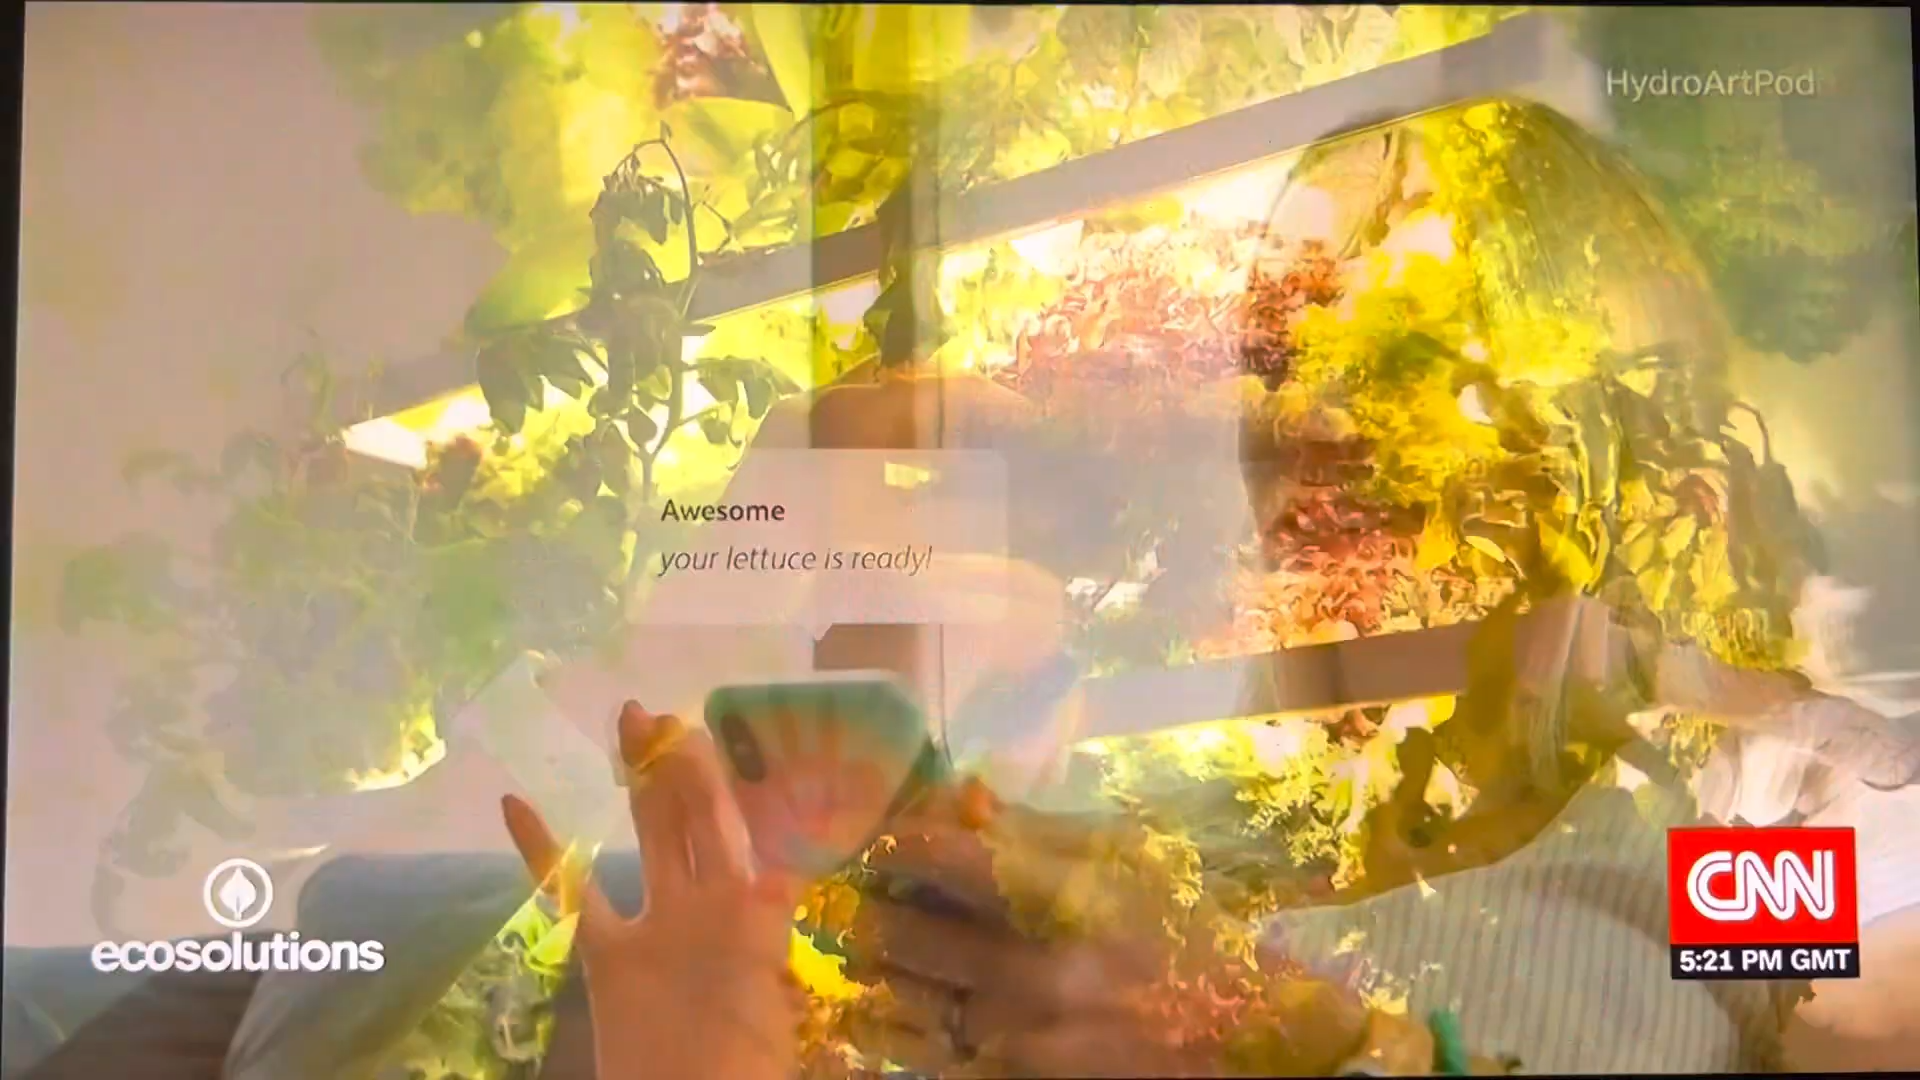 HydroArtPod
Awesome
your lettuce is ready!
ecosolutions
CNN
5:21 PM GMT